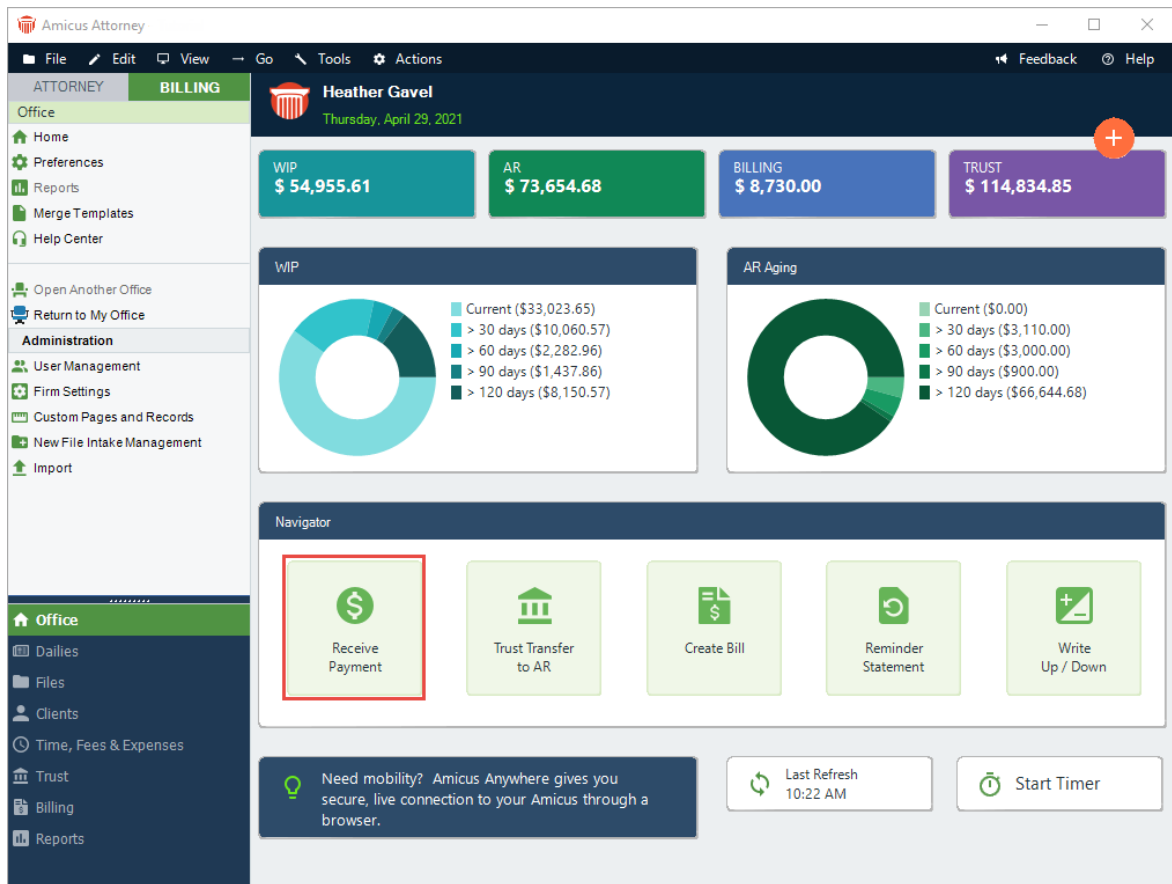 Amicus Attorney
File Edit View Go Tools Actions Feedback Help
ATTORNEY BILLING
Office
Home
Preferences
Reports
Merge Templates
Help Center
Open Another Office
Return to My Office
Administration
User Management
Firm Settings
Custom Pages and Records
New File Intake Management
Import
Office
Dailies
Files
Clients
Time, Fees & Expenses
Trust
Billing
Reports
Heather Gavel
Thursday, April 29, 2021
WIP
$ 54,955.61
AR
$ 73,654.68
BILLING
$ 8,730.00
TRUST
$ 114,834.85
WIP
Current ($33,023.65)
> 30 days ($10,060.57)
> 60 days ($2,282.96)
> 90 days ($1,437.86)
> 120 days ($8,150.57)
AR Aging
Current ($0.00)
> 30 days ($3,110.00)
> 60 days ($3,000.00)
> 90 days ($900.00)
> 120 days ($66,644.68)
Navigator
Receive
Payment
Trust Transfer
to AR
Create Bill
Reminder
Statement
Write
Up / Down
Need mobility? Amicus Anywhere gives you
secure, live connection to your Amicus through a
browser.
Last Refresh
10:22 AM
Start Timer